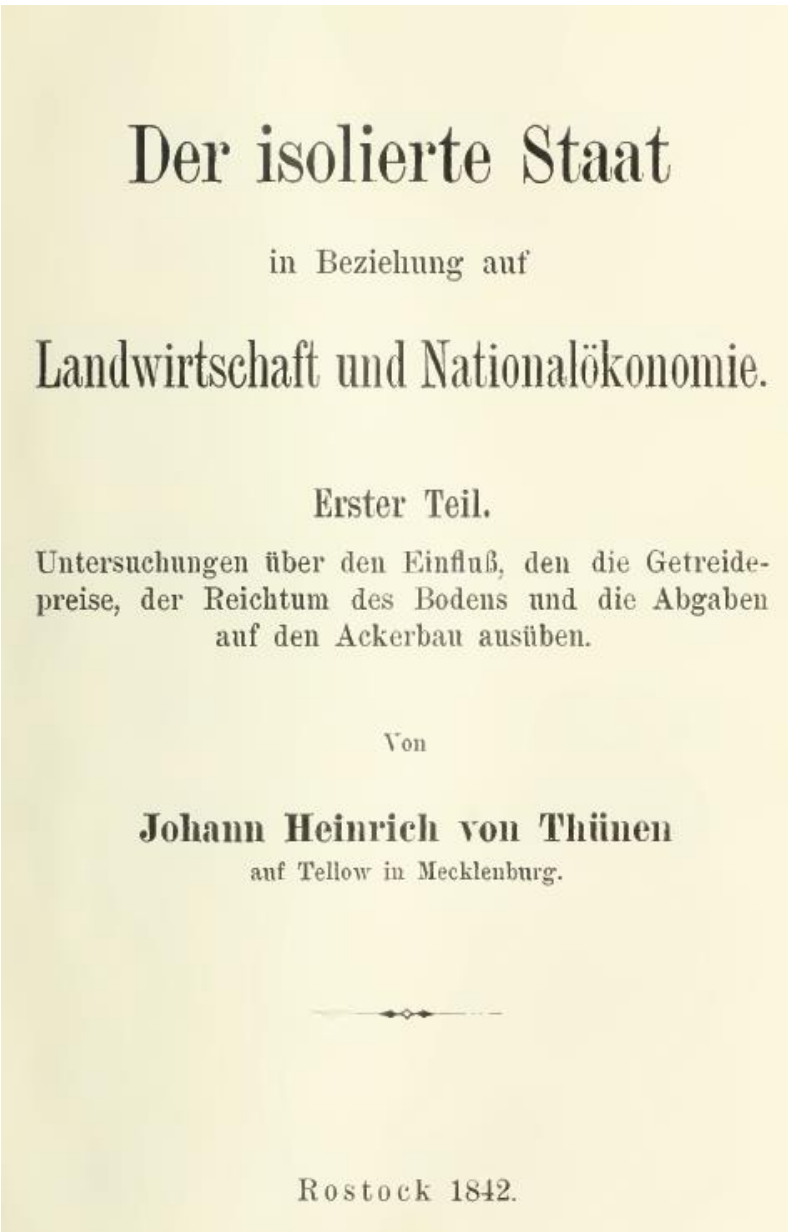 Der isolierte Staat
in Beziehung auf
Landwirtschaft und Nationalökonomie.
Erster Teil.
Untersuchungen über den Einfluß, den die Getreide-
preise, der Reichtum des Bodens und die Abgaben
auf den Ackerbau ausüben.
Von
Johann Heinrich von Thünen
auf Tellow in Mecklenburg.
Rostock 1842.